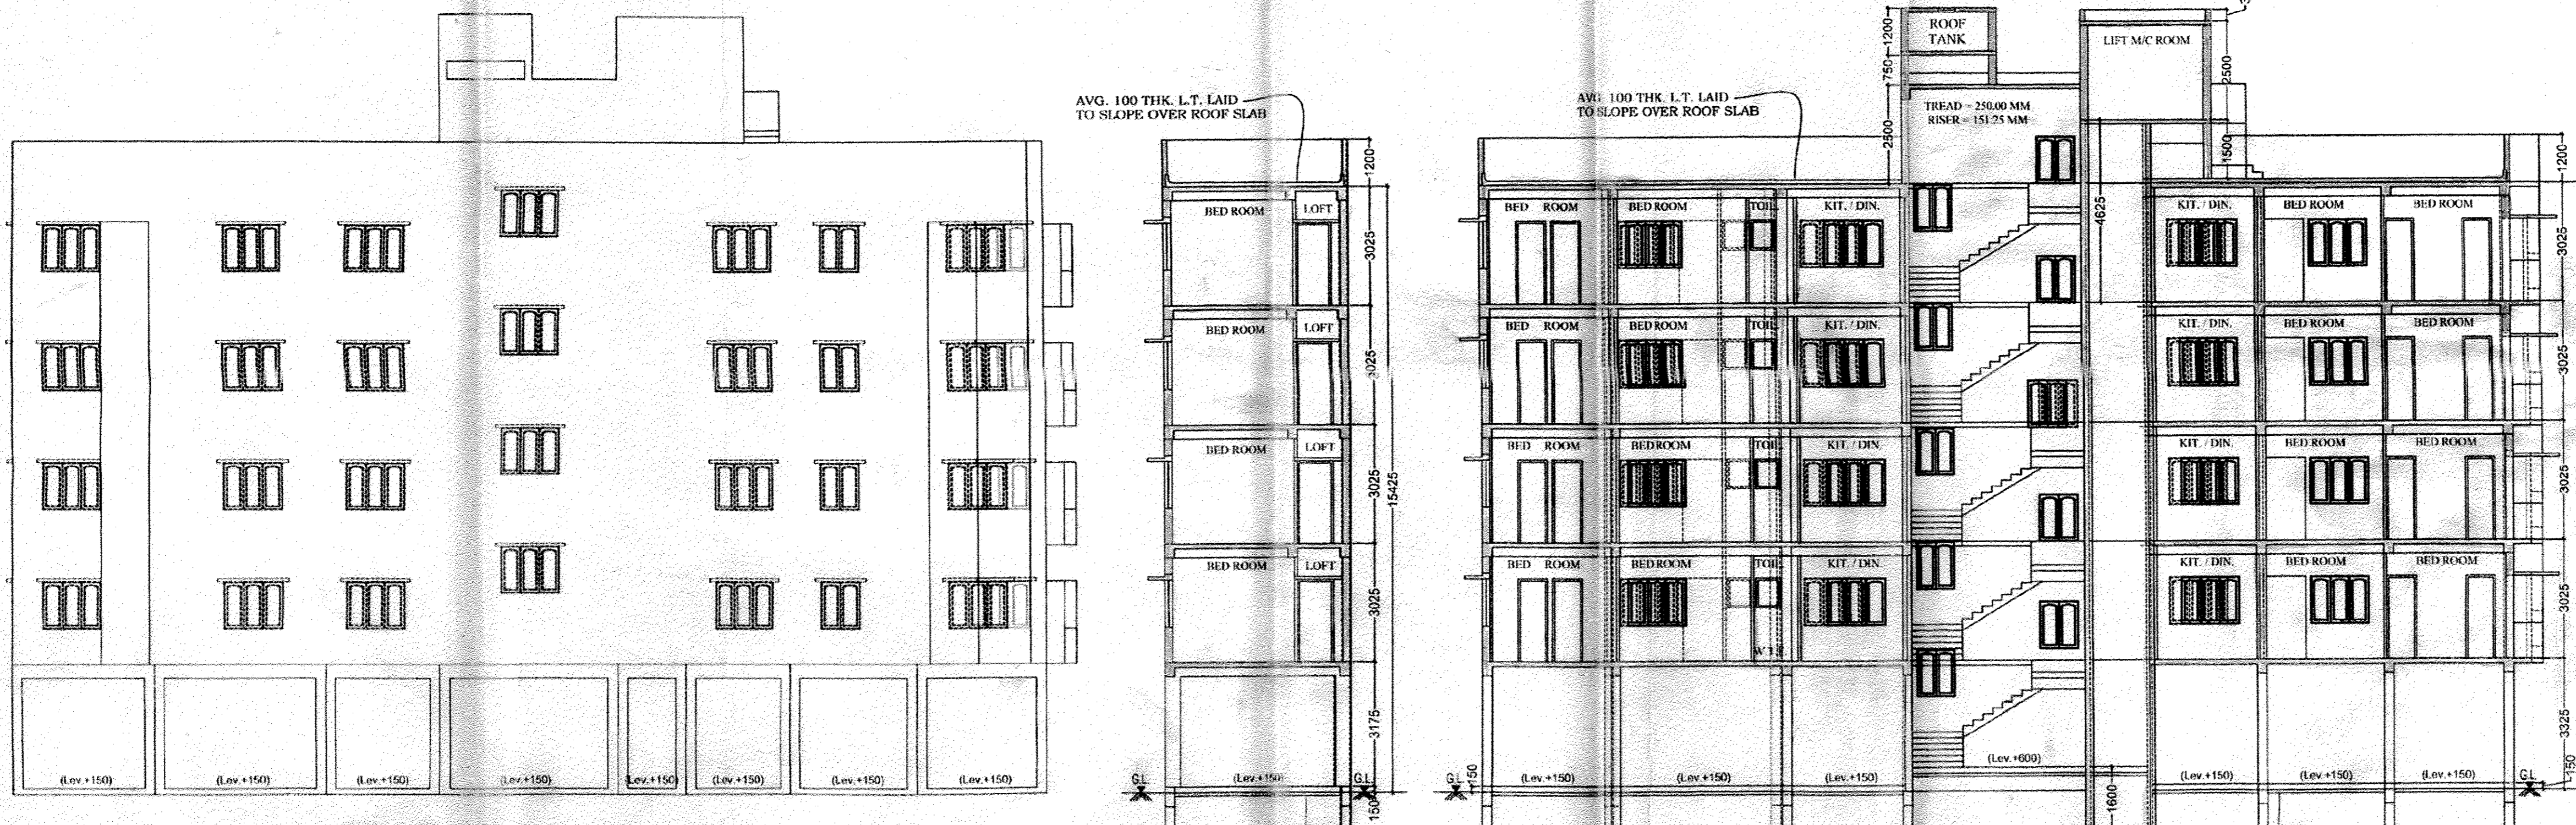 (Lev.+150) (Lev.+150) (Lev.+150) (Lev.+150) (Lev.+150) (Lev.+150) (Lev.+150) (Lev.+150)
AVG. 100 THK. L.T. LAID
TO SLOPE OVER ROOF SLAB
1200
BED ROOM LOFT
3025
BED ROOM LOFT
3025
BED ROOM LOFT
3025
15425
BED ROOM LOFT
3025
3175
G.L. (Lev.+150) G.L.
150
AVG. 100 THK. L.T. LAID
TO SLOPE OVER ROOF SLAB
1200
750
2500
ROOF
TANK
LIFT M/C ROOM
2500
TREAD = 250.00 MM
RISER = 151.25 MM
1500
1200
4625
BED ROOM BED ROOM TOIL KIT. / DIN. KIT. / DIN. BED ROOM BED ROOM
3025
BED ROOM BED ROOM TOIL KIT. / DIN. KIT. / DIN. BED ROOM BED ROOM
3025
BED ROOM BED ROOM TOIL KIT. / DIN KIT. / DIN. BED ROOM BED ROOM
3025
BED ROOM BED ROOM TOIL KIT. / DIN. KIT. / DIN. BED ROOM BED ROOM
3025
3325
(Lev.+600)
G.L. 150 (Lev.+150) (Lev.+150) (Lev.+150) (Lev.+150) (Lev.+150) (Lev.+150) G.L. 150
1600